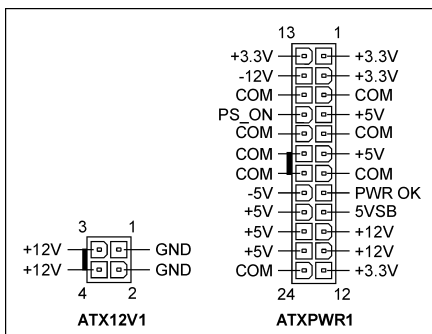 13 1
+3.3V +3.3V
-12V +3.3V
COM COM
PS_ON +5V
COM COM
COM +5V
COM COM
-5V PWR OK
+5V 5VSB
+5V +12V
+5V +12V
COM +3.3V
24 12
ATXPWR1
3 1
+12V GND
+12V GND
4 2
ATX12V1